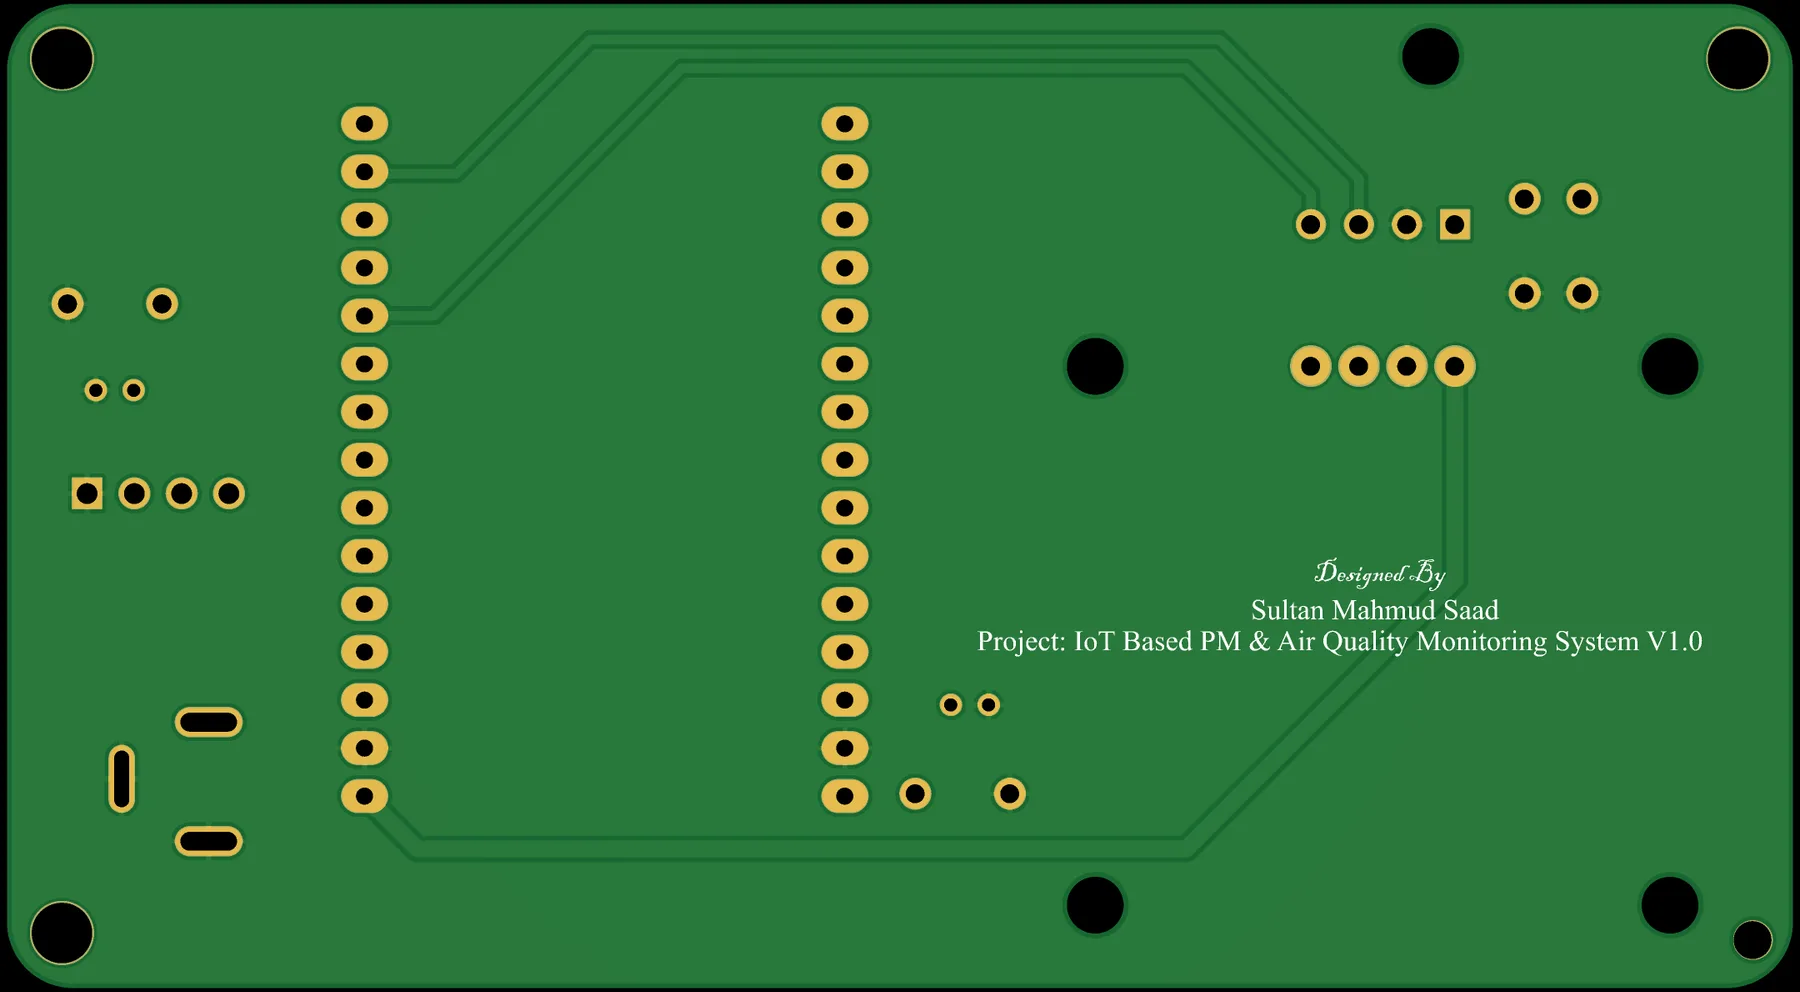 Designed By
Sultan Mahmud Saad
Project: IoT Based PM & Air Quality Monitoring System V1.0